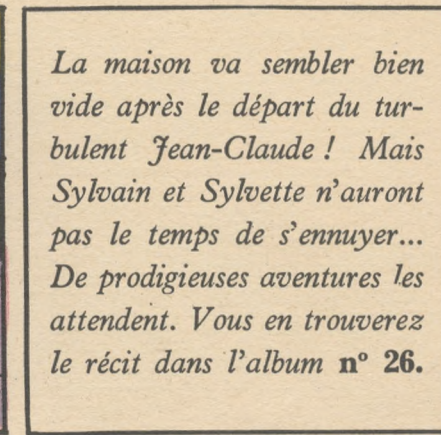 La maison va sembler bien
vide après le départ du tur-
bulent Jean-Claude ! Mais
Sylvain et Sylvette n'auront
pas le temps de s'ennuyer...
De prodigieuses aventures les
attendent. Vous en trouverez
le récit dans l'album nº 26.